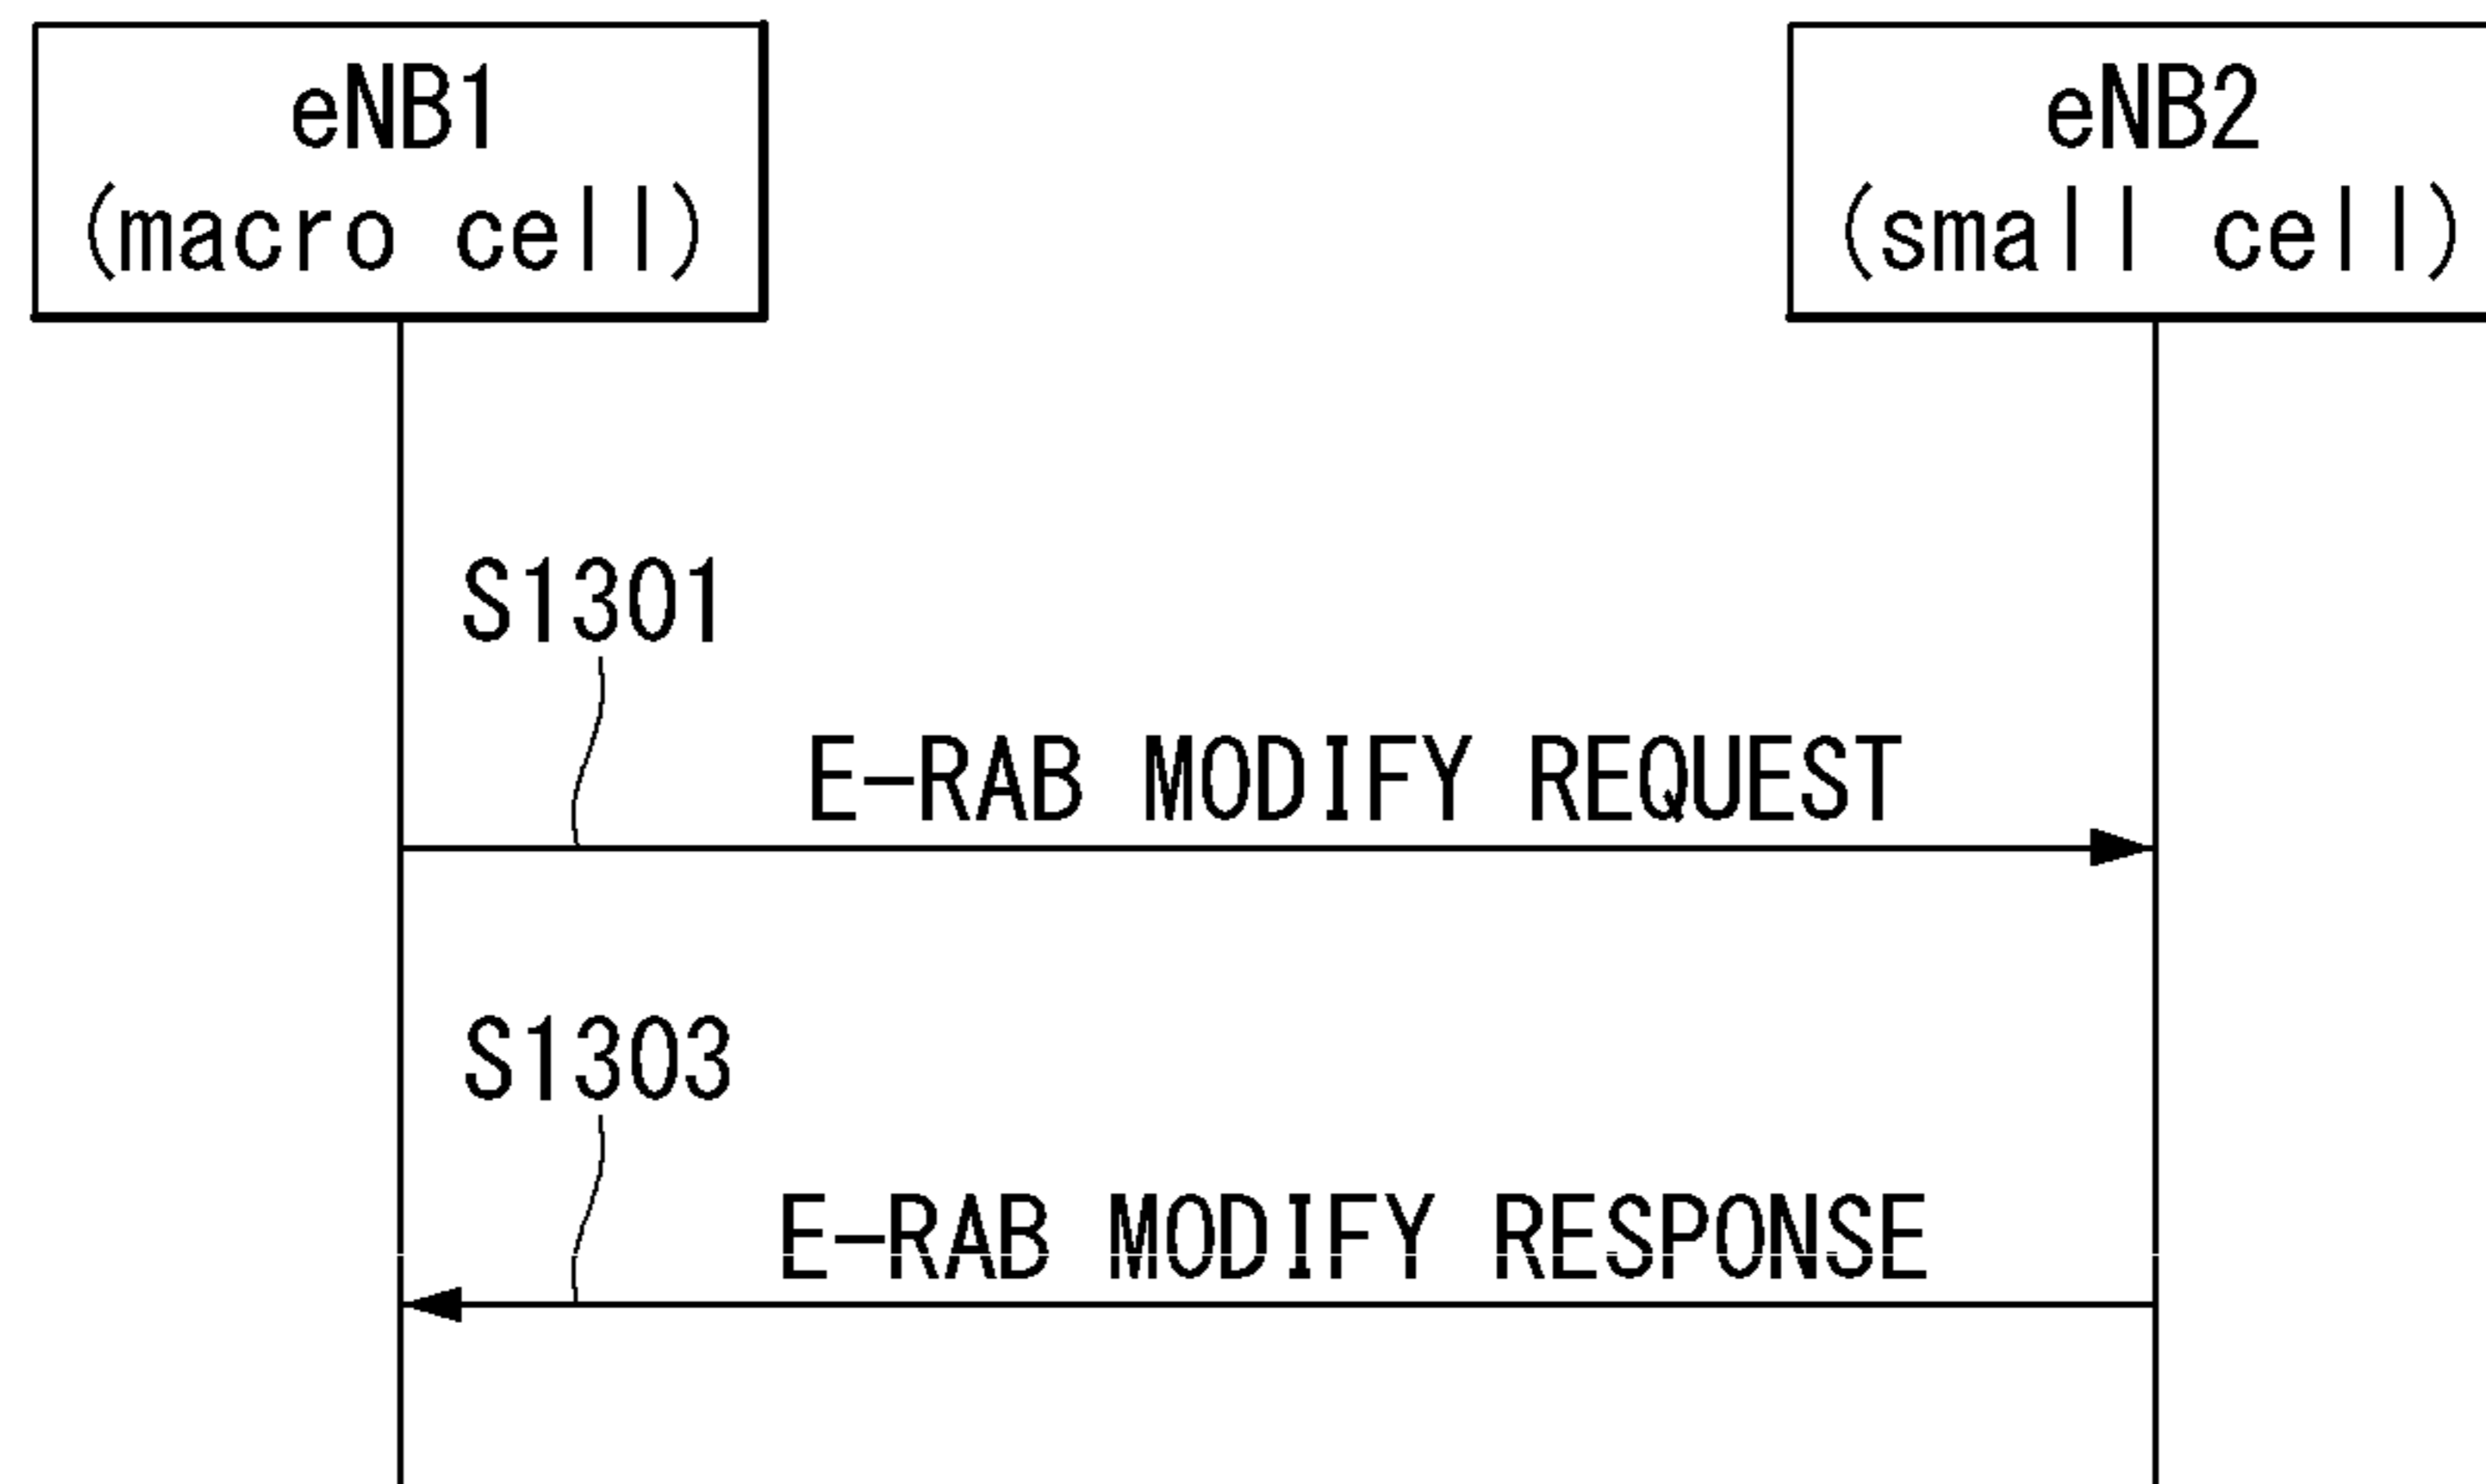 eNB1
(macro cell)
eNB2
(small cell)
S1301
E-RAB MODIFY REQUEST
S1303
E-RAB MODIFY RESPONSE